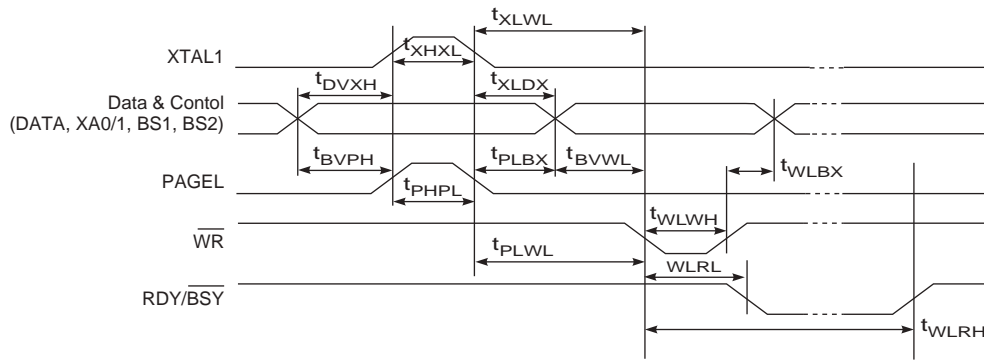 tXLWL
XTAL1
tXHXL
tDVXH
tXLDX
Data & Contol
(DATA, XA0/1, BS1, BS2)
tBVPH
tPLBX
tBVWL
tWLBX
PAGEL
tPHPL
tWLWH
WR
tPLWL
WLRL
RDY/BSY
tWLRH